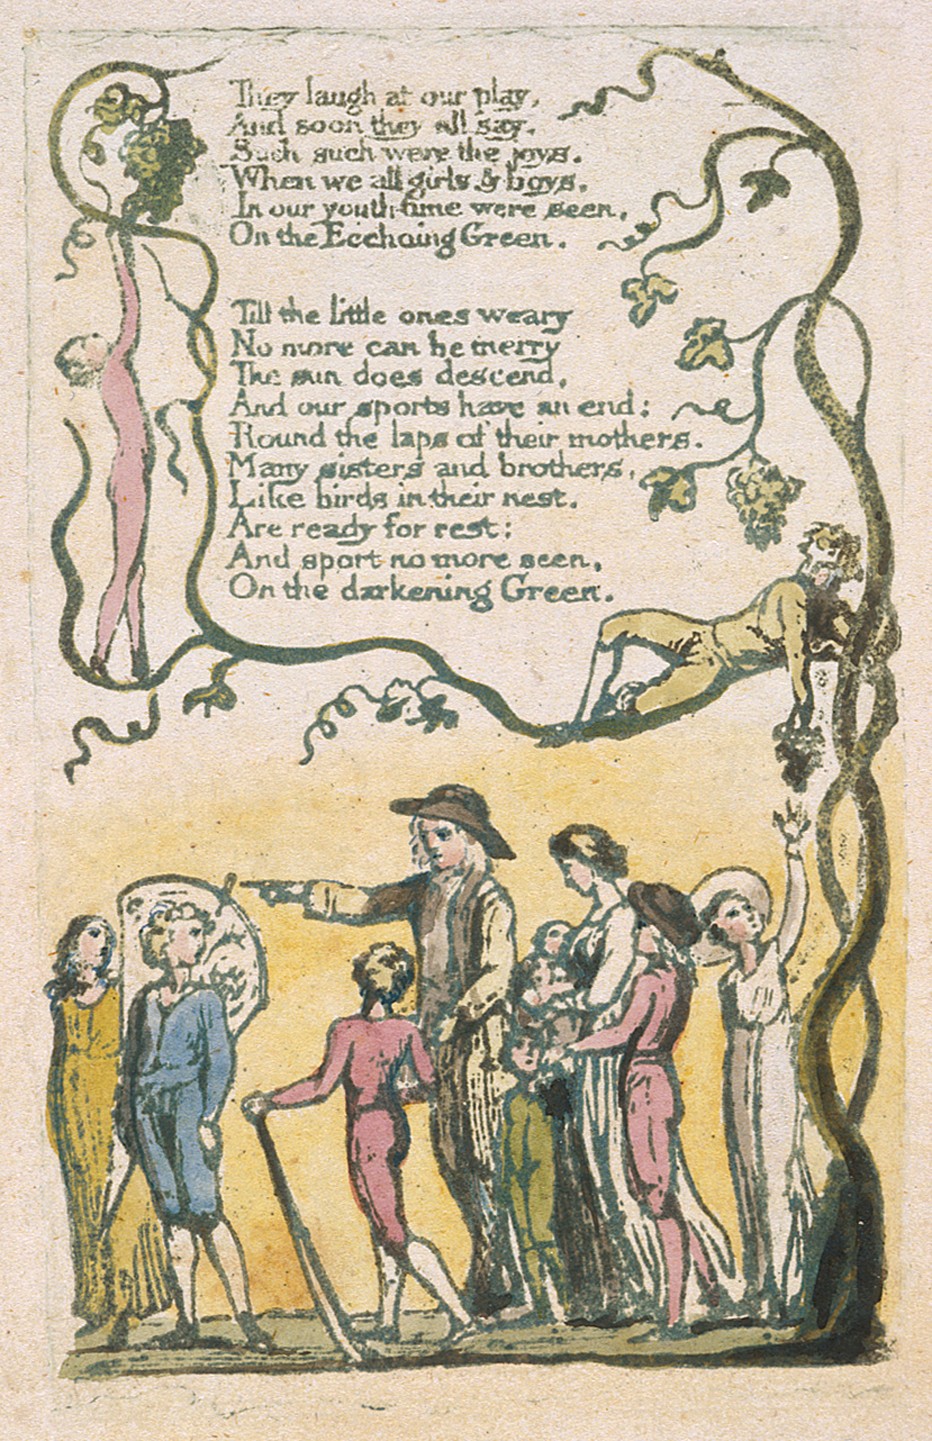 They laugh at our play,
And soon they all say.
Such such were the joys.
When we all girls & boys,
In our youth-time were seen,
On the Ecchoing Green.
Till the little ones weary
No more can be merry
The sun does descend,
And our sports have an end:
Round the laps of their mothers.
Many sisters and brothers,
Like birds in their nest.
Are ready for rest:
And sport no more seen,
On the darkening Green.